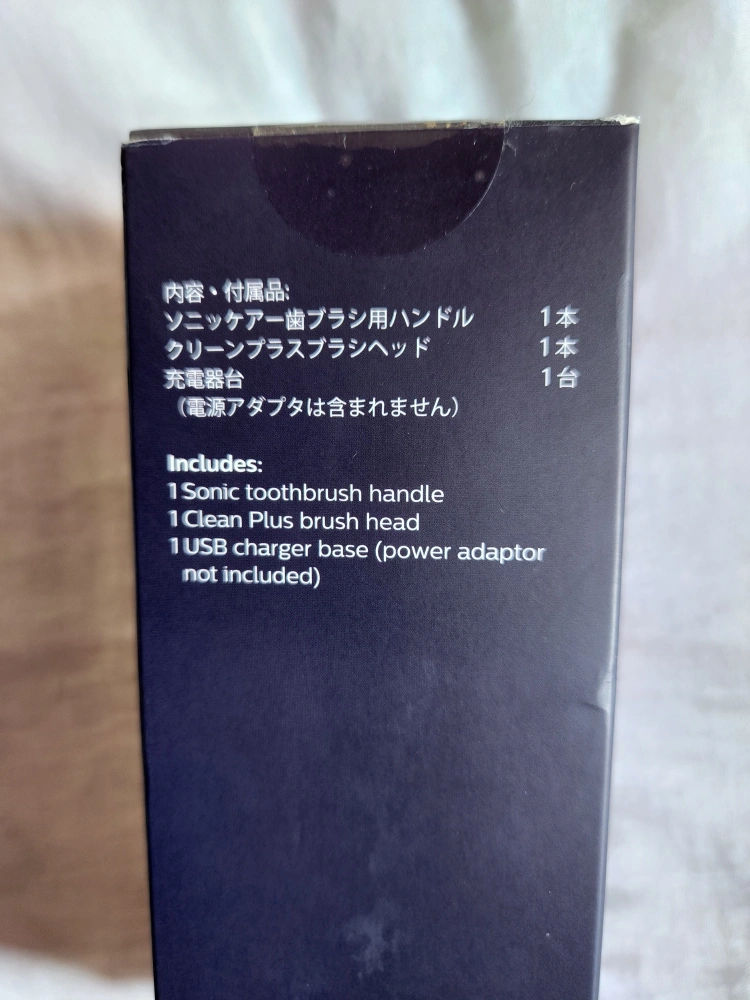 内容・付属品:
ソニッケアー歯ブラシ用ハンドル 1本
クリーンプラスブラシヘッド 1本
充電器台 1台
（電源アダプタは含まれません）
Includes:
1 Sonic toothbrush handle
1 Clean Plus brush head
1 USB charger base (power adaptor
not included)